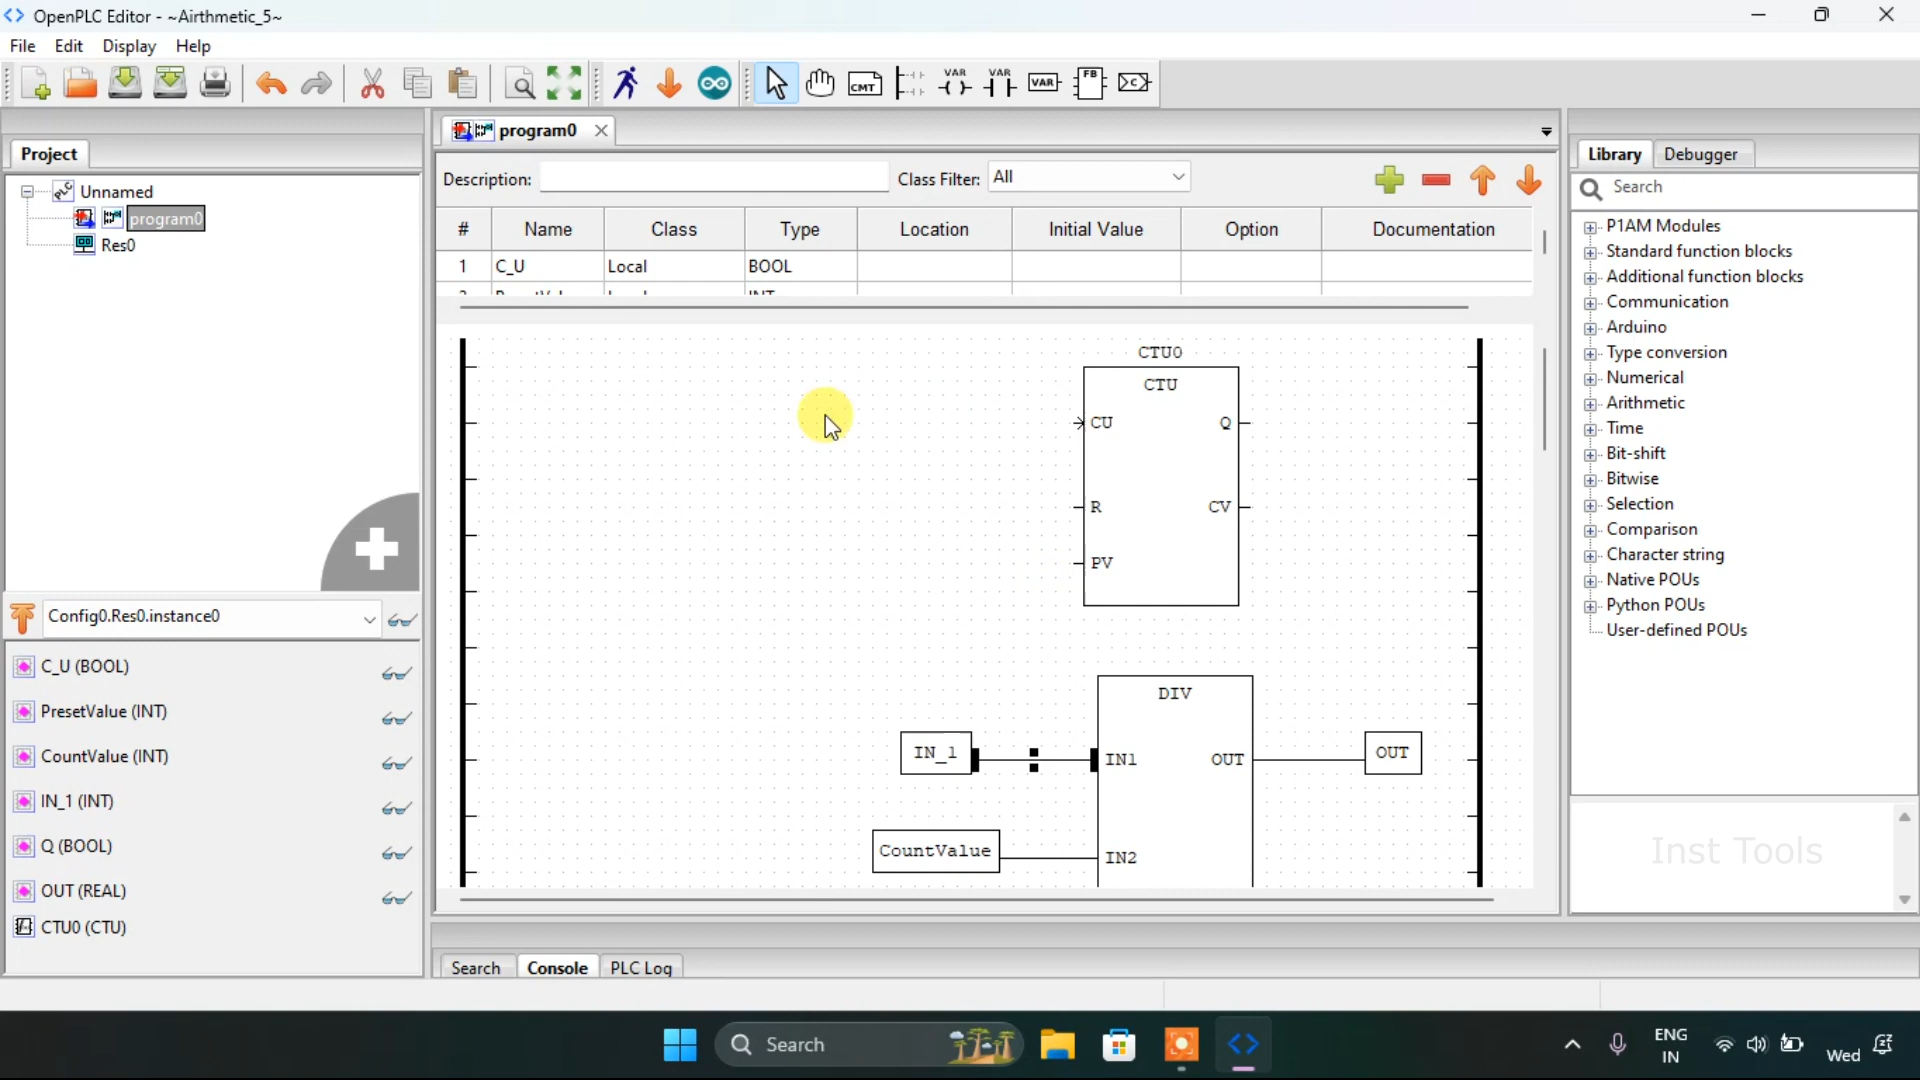 OpenPLC Editor - ~Airthmetic_5~
File Edit Display Help
CMT VAR VAR VAR FB C
Project
Unnamed
program0
Res0
Config0.Res0.instance0
C_U (BOOL)
PresetValue (INT)
CountValue (INT)
IN_1 (INT)
Q (BOOL)
OUT (REAL)
CTU0 (CTU)
program0
Description: Class Filter: All
# Name Class Type Location Initial Value Option Documentation
1 C_U Local BOOL
CTU0
CTU
CU Q
R CV
PV
DIV
IN_1 IN1 OUT OUT
CountValue IN2
Search Console PLC Log
Library Debugger
Search
P1AM Modules
Standard function blocks
Additional function blocks
Communication
Arduino
Type conversion
Numerical
Arithmetic
Time
Bit-shift
Bitwise
Selection
Comparison
Character string
Native POUs
Python POUs
User-defined POUs
Inst Tools
Search
ENG
IN
Wed